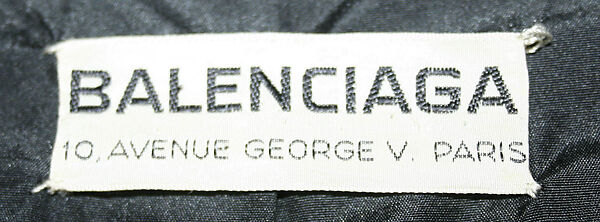 BALENCIAGA
10, AVENUE GEORGE V. PARIS